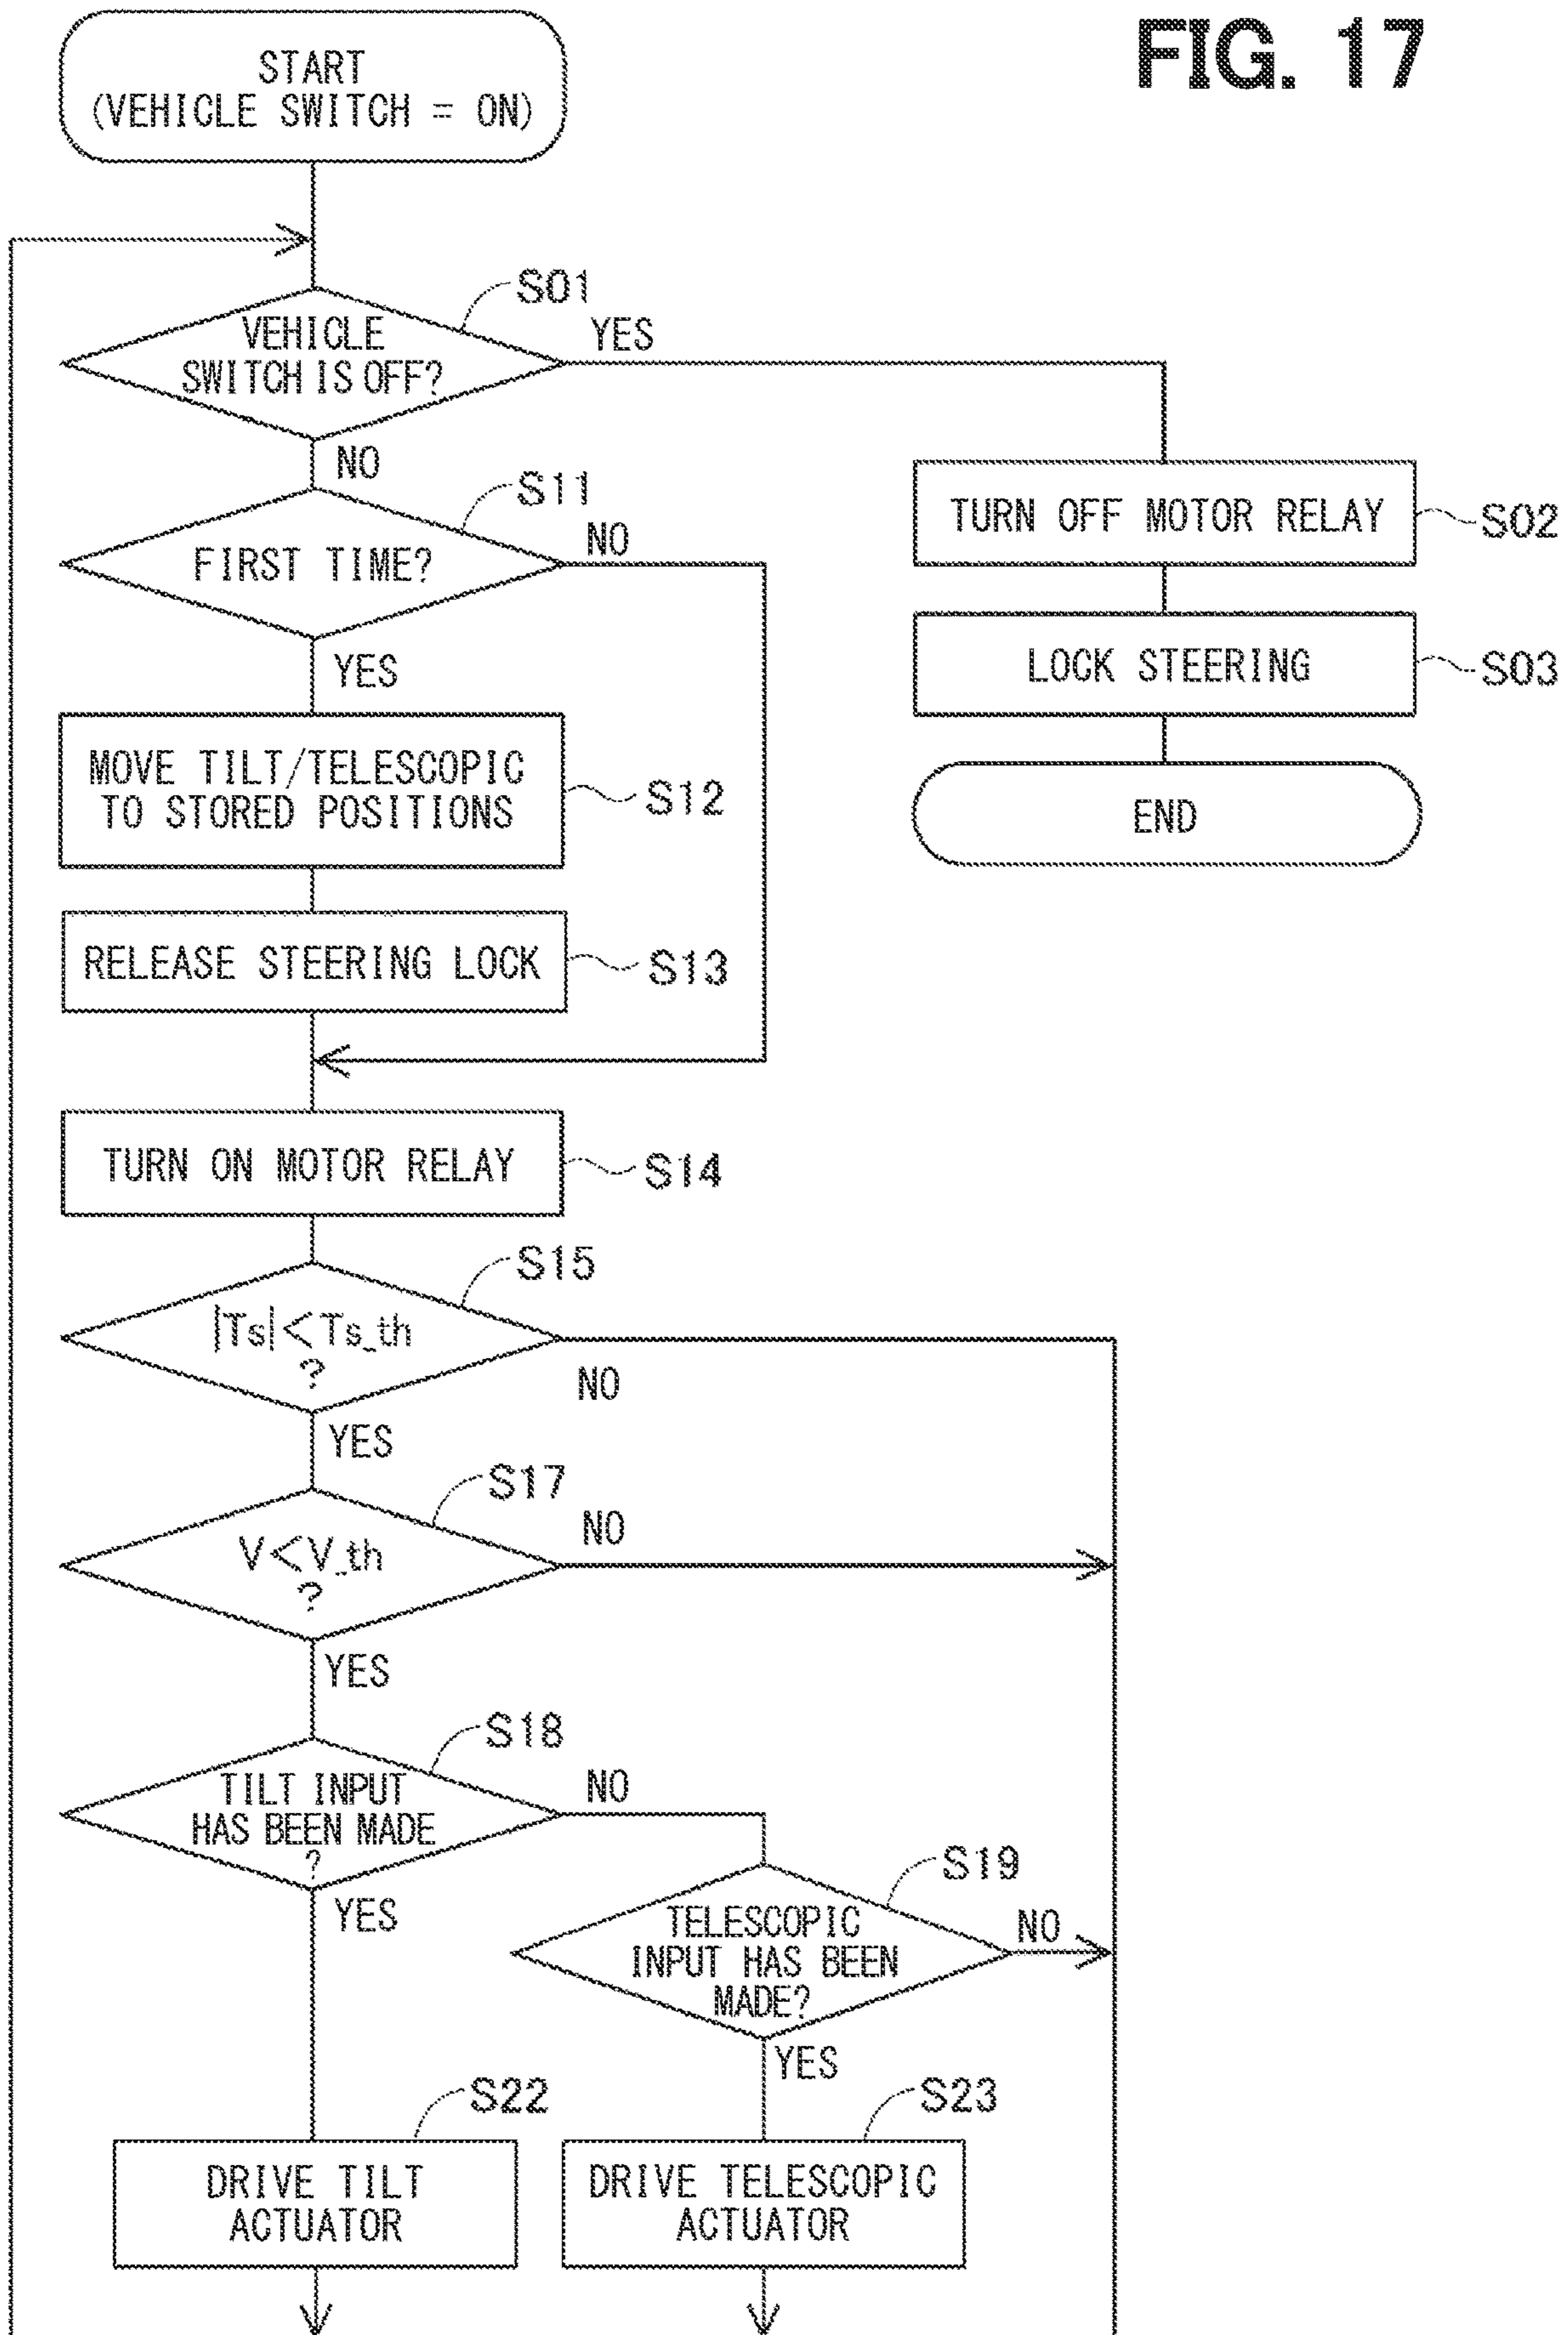 FIG. 17
START
(VEHICLE SWITCH = ON)
S01
VEHICLE
SWITCH IS OFF?
YES
NO
TURN OFF MOTOR RELAY
S02
LOCK STEERING
S03
END
S11
FIRST TIME?
NO
YES
MOVE TILT/TELESCOPIC
TO STORED POSITIONS
S12
RELEASE STEERING LOCK
S13
TURN ON MOTOR RELAY
S14
S15
|Ts|<Ts_th
?
NO
YES
S17
V<V_th
?
NO
YES
S18
TILT INPUT
HAS BEEN MADE
?
NO
YES
S19
TELESCOPIC
INPUT HAS BEEN
MADE?
NO
YES
S22
DRIVE TILT
ACTUATOR
S23
DRIVE TELESCOPIC
ACTUATOR